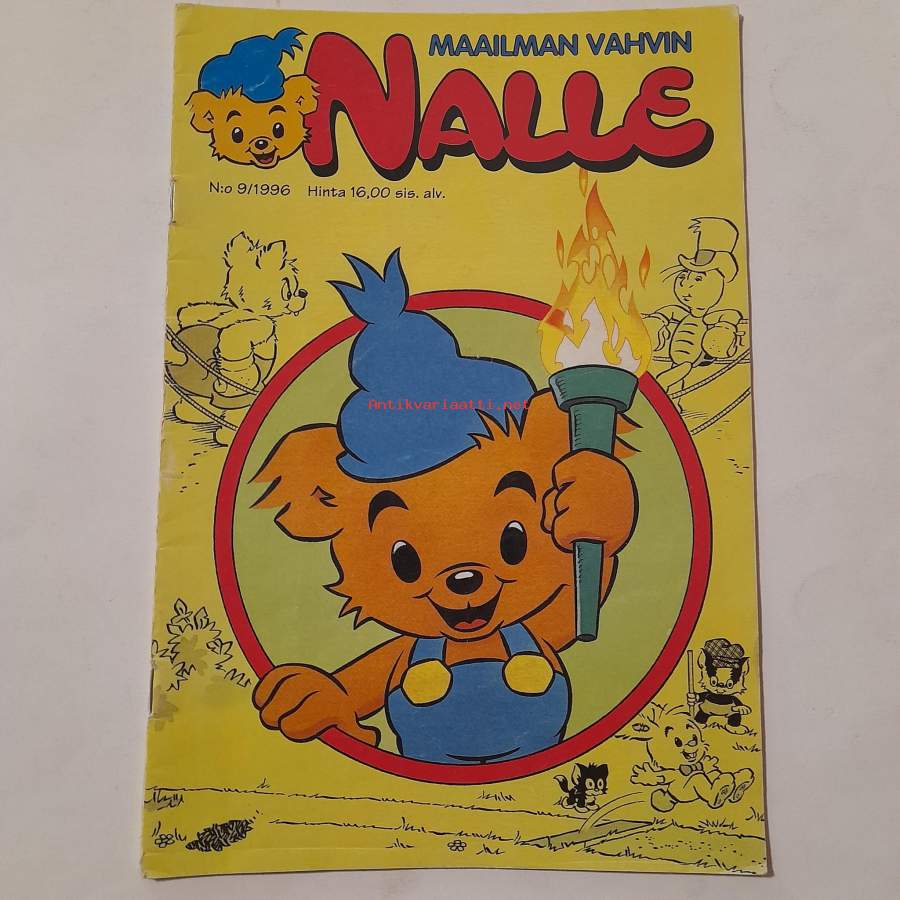 MAAILMAN VAHVIN
NALLE
N:o 9/1996 Hinta 16,00 sis. alv.
Antikvariaatti.net